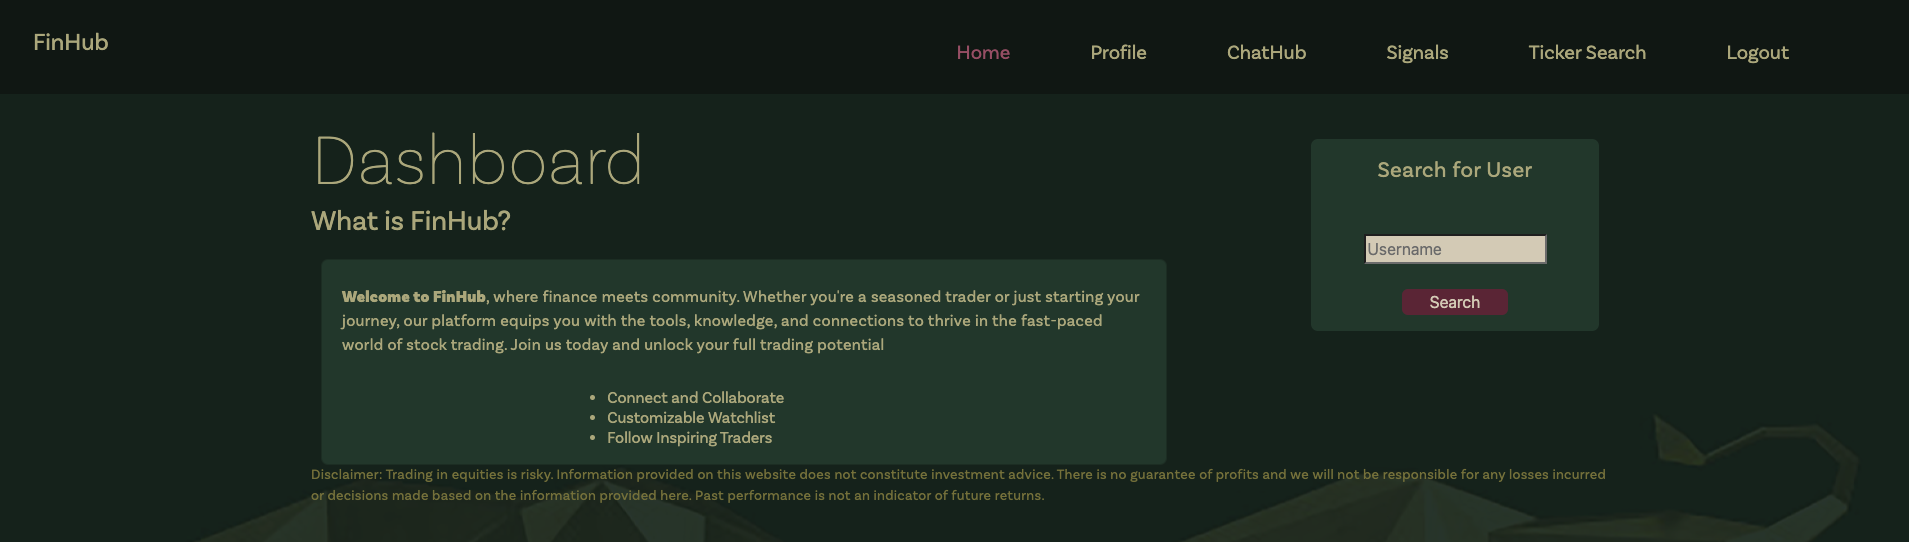 FinHub
Home Profile ChatHub Signals Ticker Search Logout
Dashboard
What is FinHub?
Welcome to FinHub, where finance meets community. Whether you're a seasoned trader or just starting your
journey, our platform equips you with the tools, knowledge, and connections to thrive in the fast-paced
world of stock trading. Join us today and unlock your full trading potential
• Connect and Collaborate
• Customizable Watchlist
• Follow Inspiring Traders
Search for User
Username
Search
Disclaimer: Trading in equities is risky. Information provided on this website does not constitute investment advice. There is no guarantee of profits and we will not be responsible for any losses incurred
or decisions made based on the information provided here. Past performance is not an indicator of future returns.